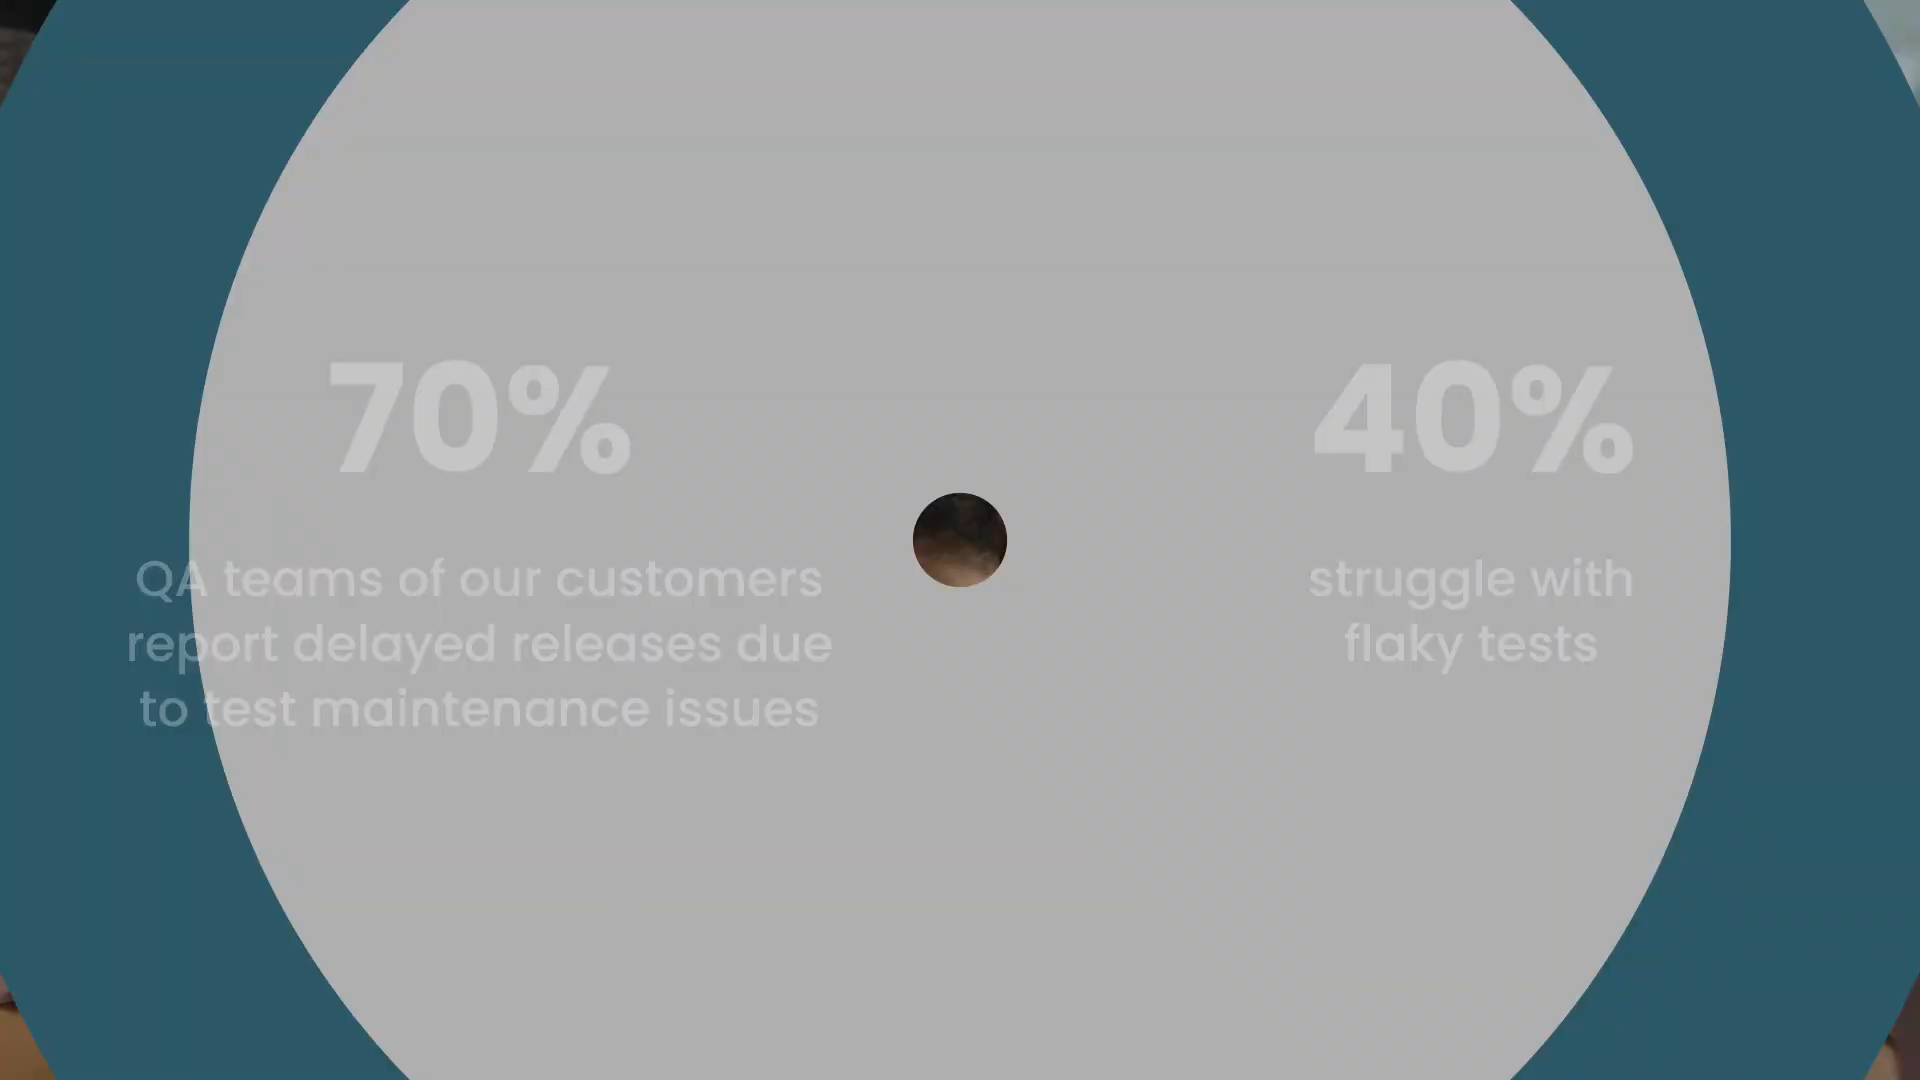 70%
QA teams of our customers
report delayed releases due
to test maintenance issues
40%
struggle with
flaky tests